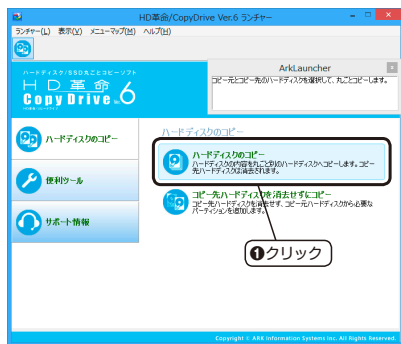 HD革命/CopyDrive Ver.6 ランチャー
ランチャー(L) 表示(V) メニューマップ(M) ヘルプ(H)
ハードディスク/SSD丸ごとコピーソフト
HD革命
CopyDrive Ver.6
ArkLauncher
コピー元とコピー先のハードディスクを選択して、丸ごとコピーします。
ハードディスクのコピー
便利ツール
サポート情報
ハードディスクのコピー
ハードディスクのコピー
ハードディスクの内容を丸ごと別のハードディスクへコピーします。コピー
先ハードディスクは消去されます。
コピー先ハードディスクを消去せずにコピー
コピー先ハードディスクを消去せず、コピー元ハードディスクから必要な
パーティションを追加します。
❶クリック
Copyright © ARK Information Systems Inc. All Rights Reserved.